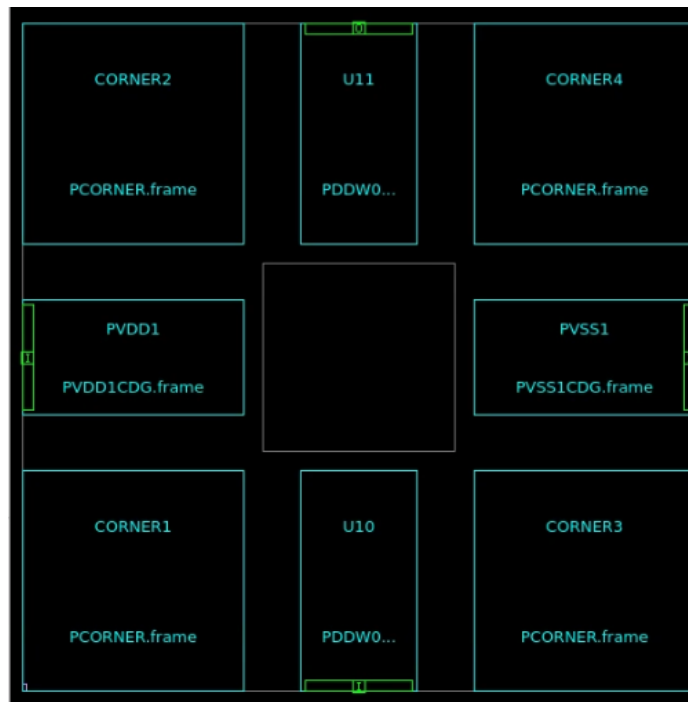 O
CORNER2
U11
CORNER4
PCORNER.frame
PDDW0...
PCORNER.frame
PVDD1
PVSS1
I
PVDD1CDG.frame
PVSS1CDG.frame
CORNER1
U10
CORNER3
PCORNER.frame
PDDW0...
PCORNER.frame
I